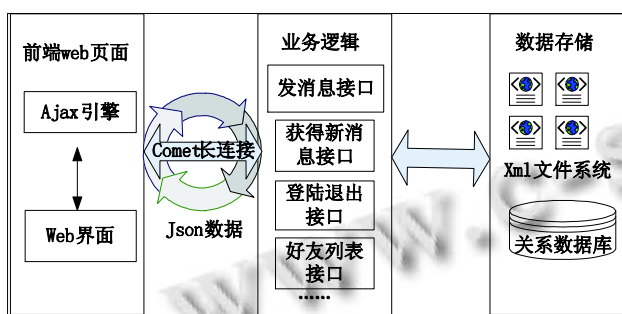 前端web页面
Ajax引擎
Web界面
Comet长连接
Json数据
业务逻辑
发消息接口
获得新消
息接口
登陆退出
接口
好友列表
接口
……
数据存储
Xml文件系统
关系数据库
www.c-s